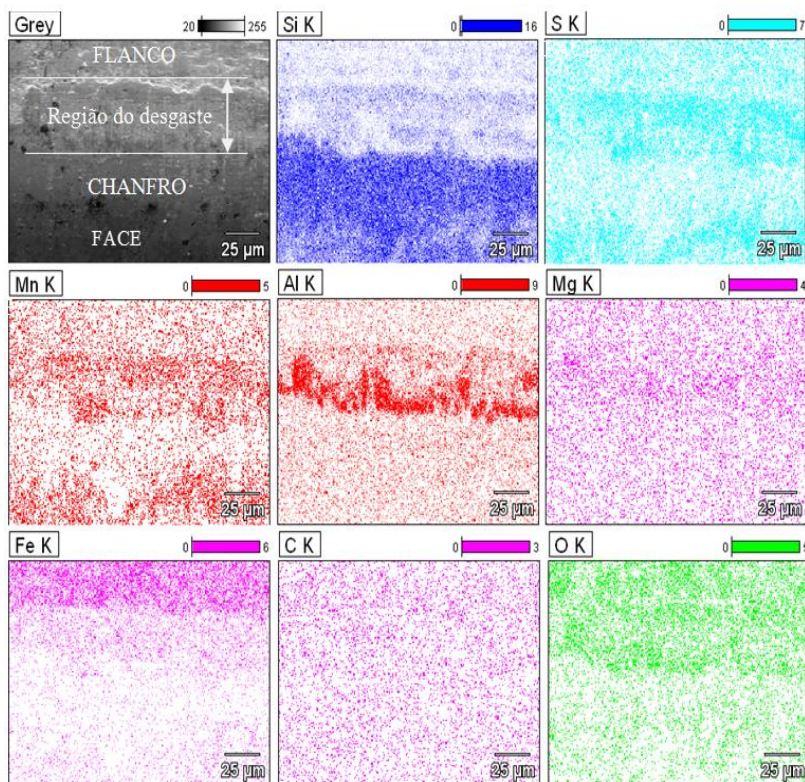 Grey 20 255
FLANCO
Região do desgaste
CHANFRO
FACE
25 µm
Si K 0 16
25 µm
S K 0 7
25 µm
Mn K 0 5
25 µm
Al K 0 9
25 µm
Mg K 0 4
25 µm
Fe K 0 6
25 µm
C K 0 3
25 µm
O K 0
25 µm